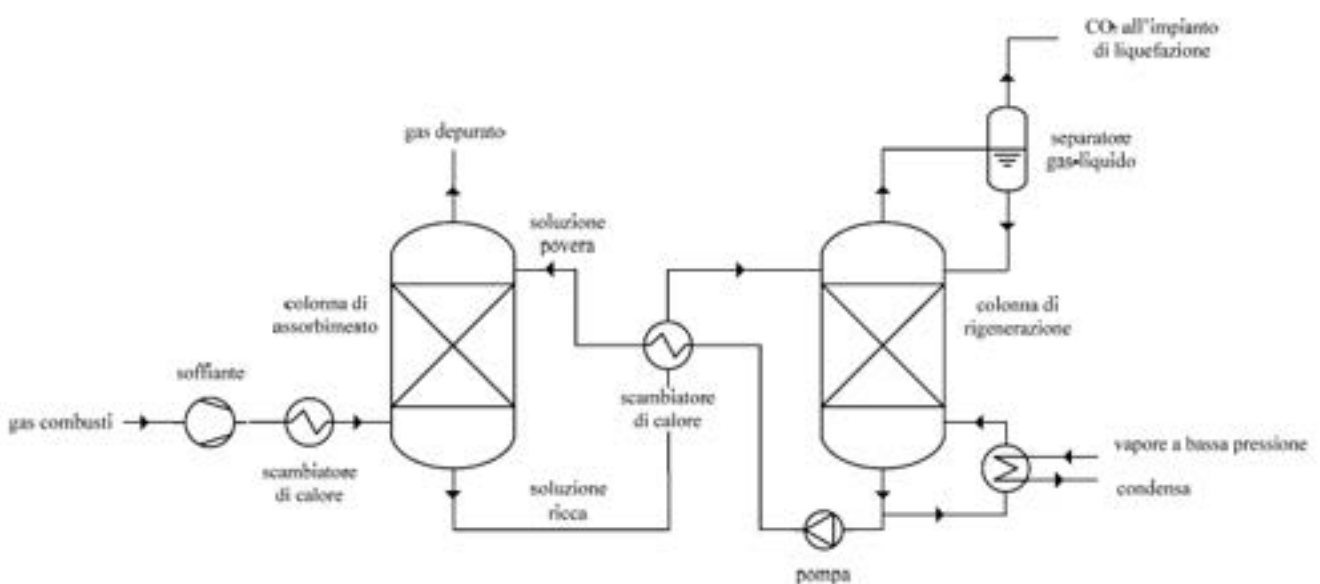 CO₂ all'impianto
di liquefazione
gas depurato
separatore
gas-liquido
soluzione
povera
colonna di
assorbimento
colonna di
rigenerazione
soffiante
gas combusti
scambiatore
di calore
scambiatore
di calore
vapore a bassa pressione
condensa
soluzione
ricca
pompa